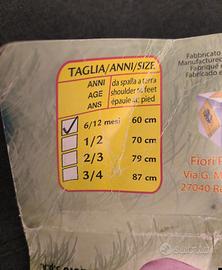 TAGLIA/ANNI/SIZE
ANNI da spalla a terra
AGE shoulder to feet
ANS épaule au pied
6/12 mesi 60 cm
1/2 70 cm
2/3 79 cm
3/4 87 cm
Fabbricato
Manufactured
Fabriqué
Fabricado e
Fiori
Via G. M
27040 R
subito